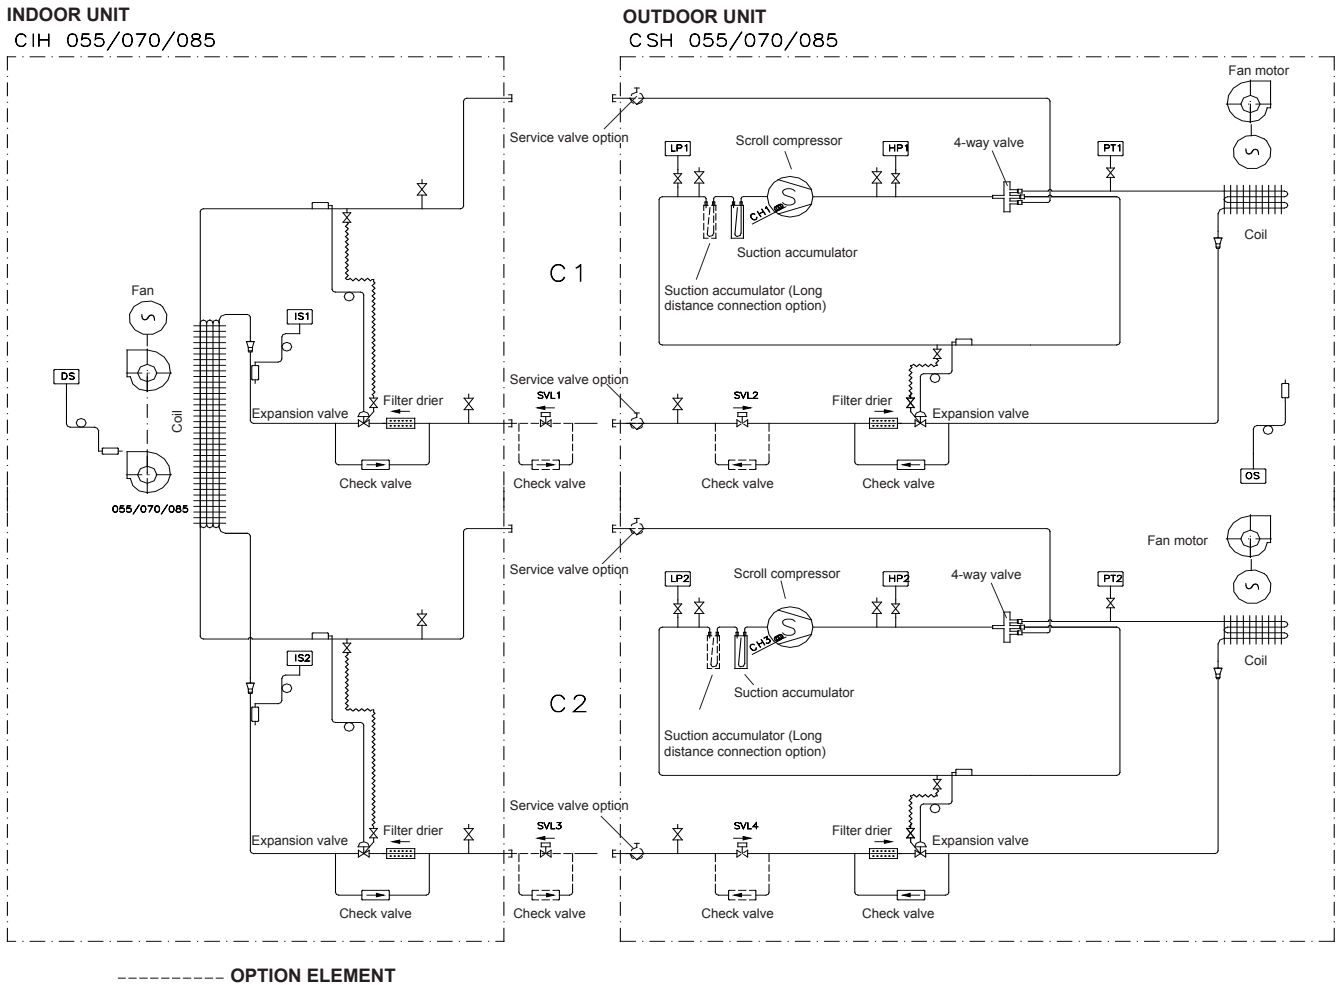 INDOOR UNIT
CIH 055/070/085
OUTDOOR UNIT
CSH 055/070/085
Fan motor
Service valve option
LP1
Scroll compressor
HP1
4-way valve
PT1
S
S
CH1
Coil
Suction accumulator
C1
Suction accumulator (Long
distance connection option)
Fan
S
IS1
DS
Coil
Service valve option
Expansion valve
Filter drier
SVL1
SVL2
Filter drier
Expansion valve
Check valve
Check valve
Check valve
Check valve
OS
055/070/085
Service valve option
Fan motor
LP2
Scroll compressor
HP2
4-way valve
PT2
S
S
CH3
Coil
IS2
Suction accumulator
C2
Suction accumulator (Long
distance connection option)
Service valve option
Expansion valve
Filter drier
SVL3
SVL4
Filter drier
Expansion valve
Check valve
Check valve
Check valve
Check valve
OPTION ELEMENT